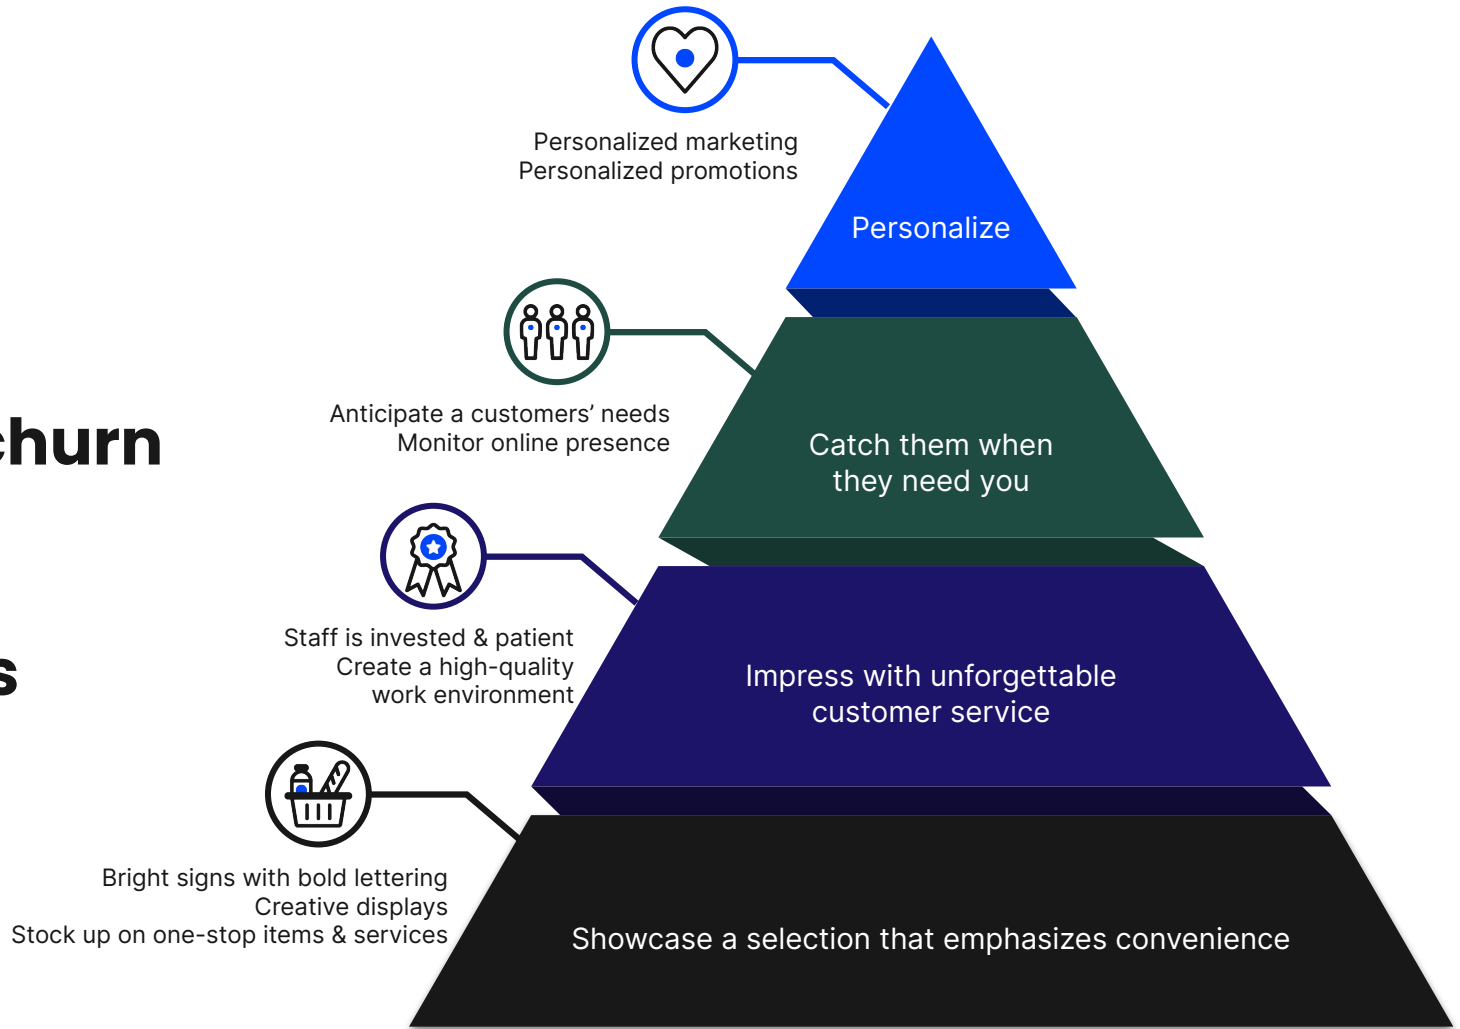 Personalized marketing
Personalized promotions
Personalize
Anticipate a customers’ needs
Monitor online presence
Catch them when
they need you
churn
Staff is invested & patient
Create a high-quality
work environment
Impress with unforgettable
customer service
s
Bright signs with bold lettering
Creative displays
Stock up on one-stop items & services
Showcase a selection that emphasizes convenience